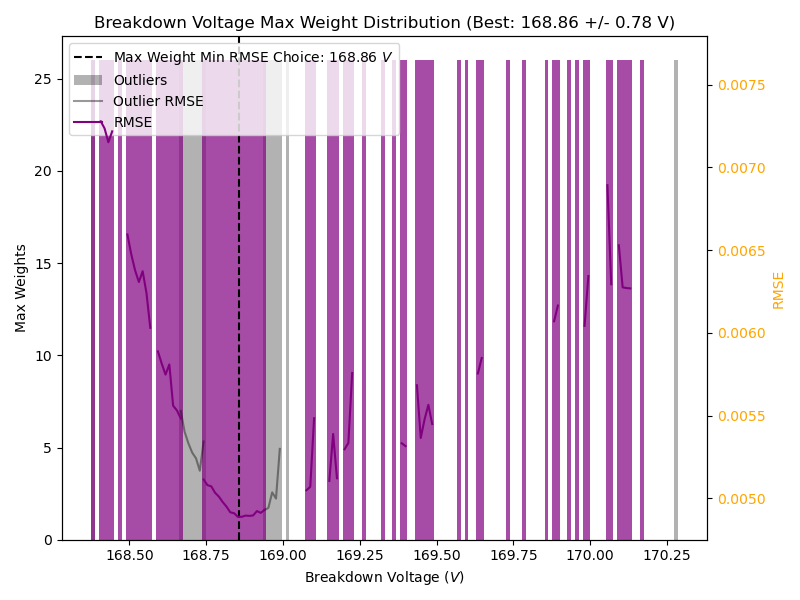 Breakdown Voltage Max Weight Distribution (Best: 168.86 +/- 0.78 V)
Max Weight Min RMSE Choice: 168.86 V
Outliers
Outlier RMSE
RMSE
25
20
15
10
5
0
Max Weights
0.0075
0.0070
0.0065
0.0060
0.0055
0.0050
RMSE
168.50 168.75 169.00 169.25 169.50 169.75 170.00 170.25
Breakdown Voltage (V)